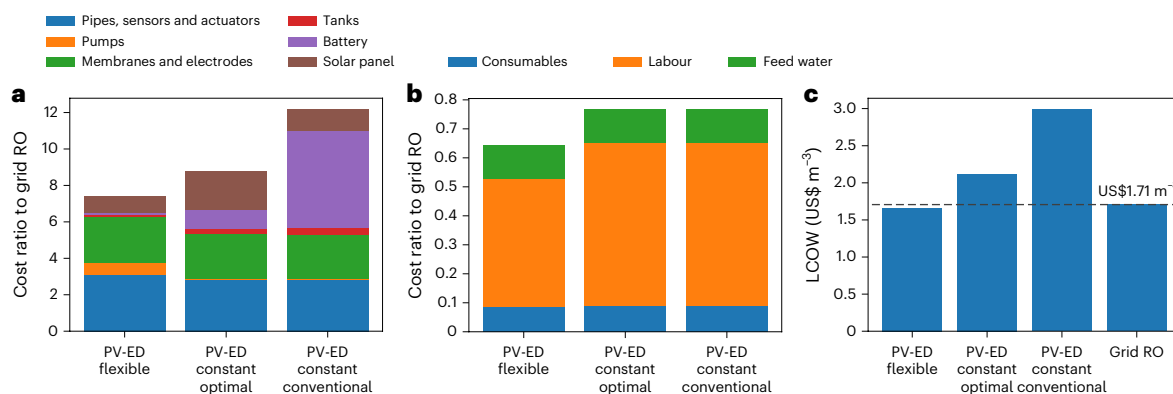 Pipes, sensors and actuators
Pumps
Membranes and electrodes
Tanks
Battery
Solar panel
Consumables
Labour
Feed water
a
Cost ratio to grid RO
12
10
8
6
4
2
0
PV-ED flexible
PV-ED constant optimal
PV-ED constant conventional
b
Cost ratio to grid RO
0.8
0.7
0.6
0.5
0.4
0.3
0.2
0.1
0
PV-ED flexible
PV-ED constant optimal
PV-ED constant conventional
c
LCOW (US$ m⁻³)
3.0
2.5
2.0
1.5
1.0
0.5
0
US$1.71 m⁻
PV-ED flexible
PV-ED constant optimal
PV-ED constant conventional
Grid RO